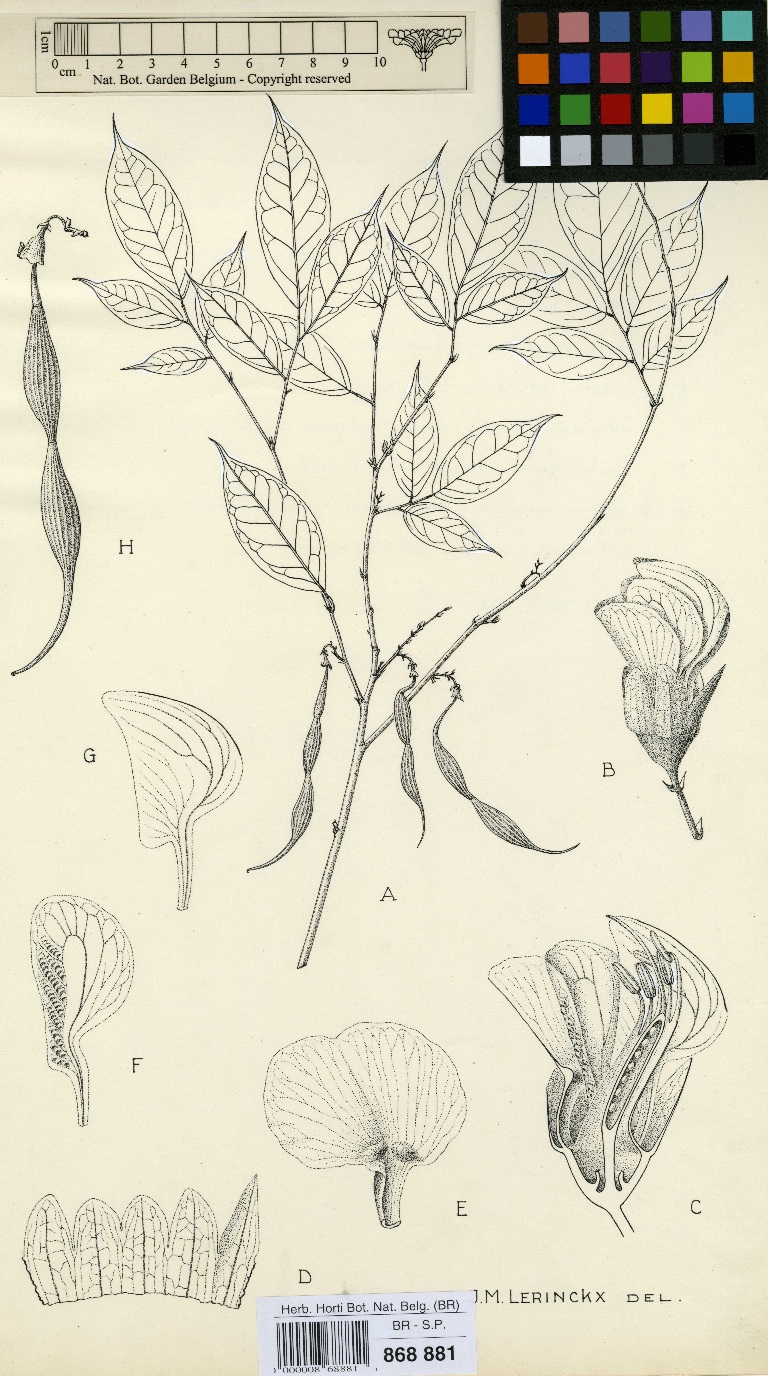 1cm
0 1 2 3 4 5 6 7 8 9 10
cm
Nat. Bot. Garden Belgium - Copyright reserved
H
G
B
A
F
E
C
D
J.M. LERINCKX DEL.
Herb. Horti Bot. Nat. Belg. (BR)
BR - S.P.
868 881